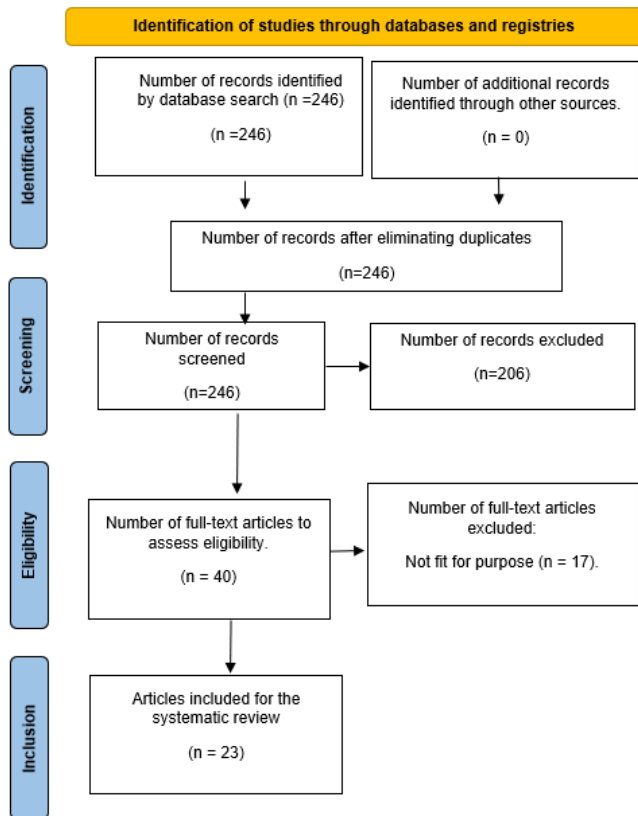 Identification of studies through databases and registries
Identification
Number of records identified
by database search (n =246)
(n =246)
Number of additional records
identified through other sources.
(n = 0)
Number of records after eliminating duplicates
(n=246)
Screening
Number of records
screened
(n=246)
Number of records excluded
(n=206)
Eligibility
Number of full-text articles to
assess eligibility.
(n = 40)
Number of full-text articles
excluded:
Not fit for purpose (n = 17).
Inclusion
Articles included for the
systematic review
(n = 23)